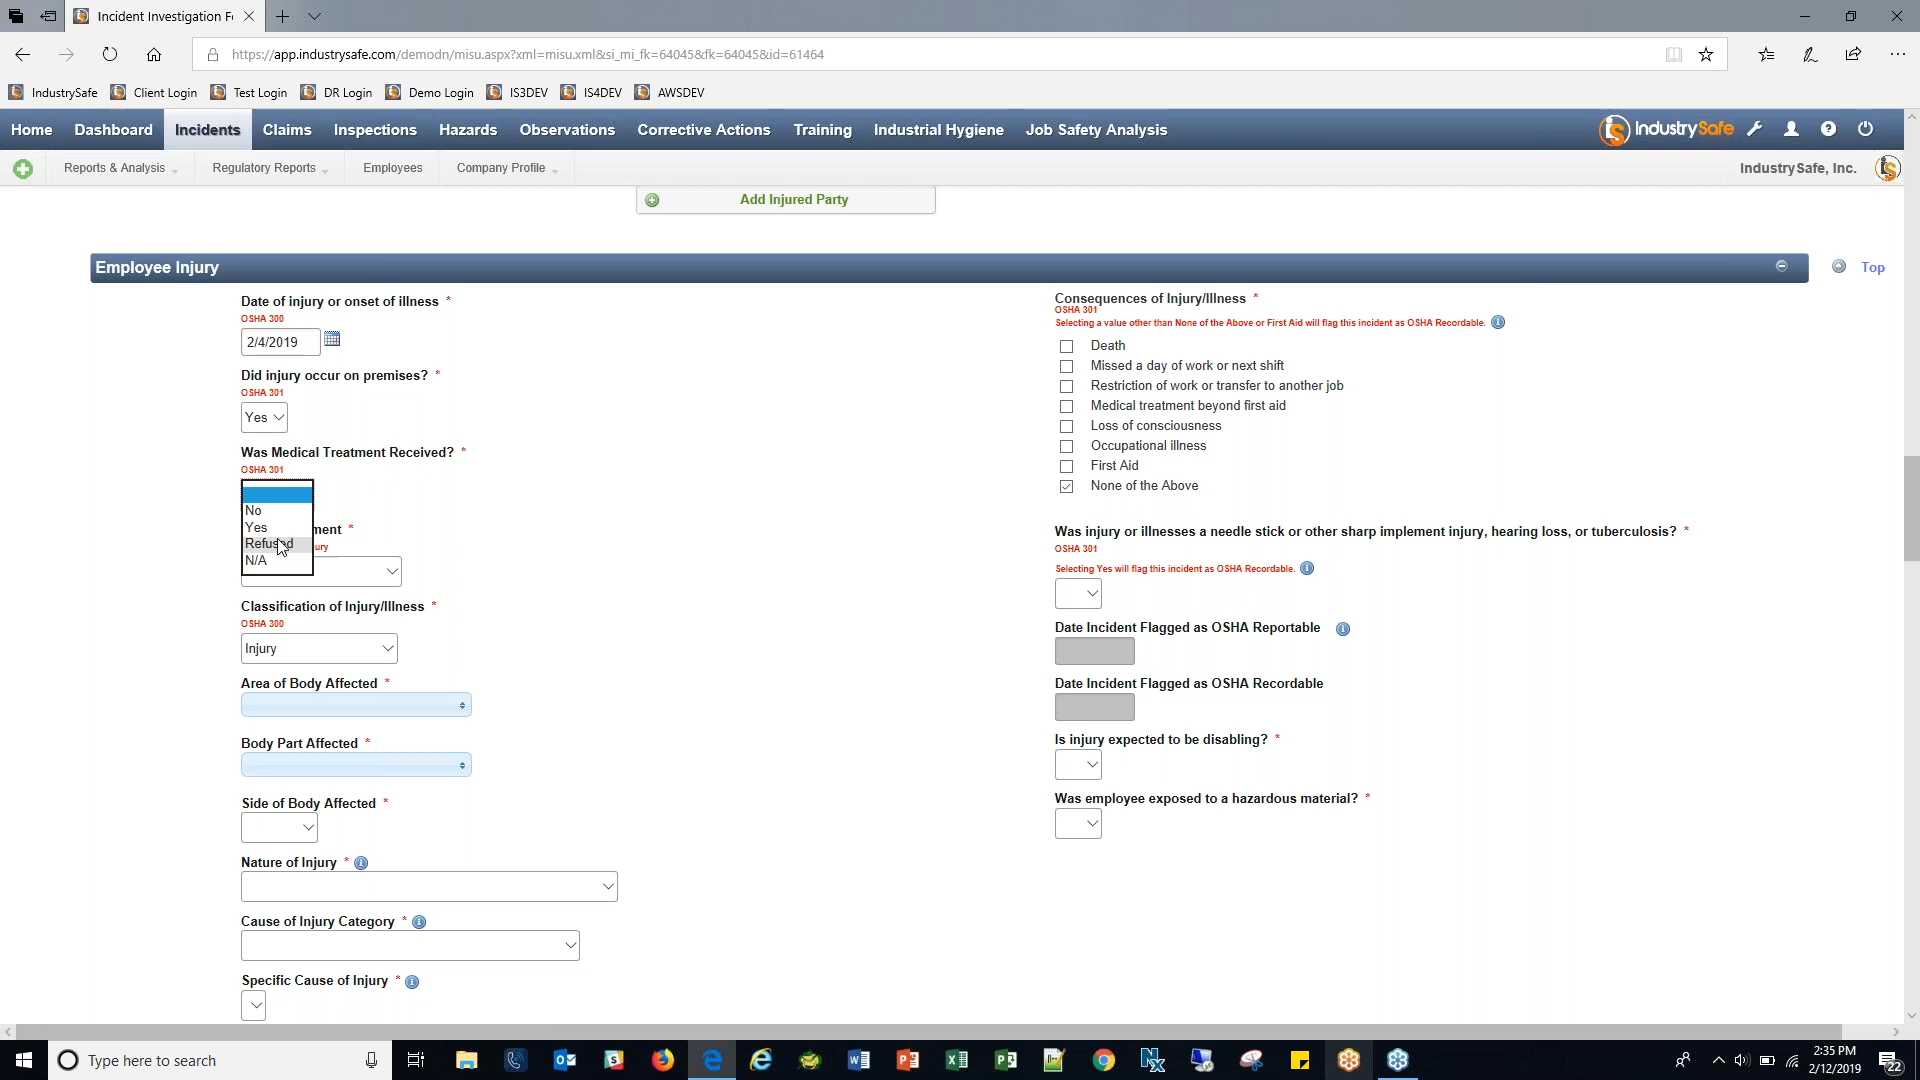 Incident Investigation F
https://app.industrysafe.com/demodn/misu.aspx?xml=misu.xml&si_mi_fk=64045&fk=64045&id=61464
IndustrySafe Client Login Test Login DR Login Demo Login IS3DEV IS4DEV AWSDEV
Home Dashboard Incidents Claims Inspections Hazards Observations Corrective Actions Training Industrial Hygiene Job Safety Analysis IndustrySafe
Reports & Analysis Regulatory Reports Employees Company Profile IndustrySafe, Inc.
Add Injured Party
Employee Injury
Top
Date of injury or onset of illness *
OSHA 300
2/4/2019
Did injury occur on premises? *
OSHA 301
Yes
Was Medical Treatment Received? *
OSHA 301
No
Yes
Refused
N/A
ment *
ury
Classification of Injury/Illness *
OSHA 300
Injury
Area of Body Affected *
Body Part Affected *
Side of Body Affected *
Nature of Injury *
Cause of Injury Category *
Specific Cause of Injury *
Consequences of Injury/Illness *
OSHA 301
Selecting a value other than None of the Above or First Aid will flag this incident as OSHA Recordable.
Death
Missed a day of work or next shift
Restriction of work or transfer to another job
Medical treatment beyond first aid
Loss of consciousness
Occupational illness
First Aid
None of the Above
Was injury or illnesses a needle stick or other sharp implement injury, hearing loss, or tuberculosis? *
OSHA 301
Selecting Yes will flag this incident as OSHA Recordable.
Date Incident Flagged as OSHA Reportable
Date Incident Flagged as OSHA Recordable
Is injury expected to be disabling? *
Was employee exposed to a hazardous material? *
Type here to search
2:35 PM
2/12/2019
22